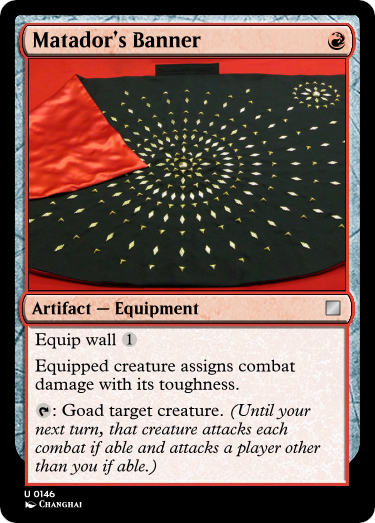 Matador's Banner
Artifact — Equipment
Equip wall 1
Equipped creature assigns combat
damage with its toughness.
: Goad target creature. (Until your
next turn, that creature attacks each
combat if able and attacks a player other
than you if able.)
U 0146
Changhai